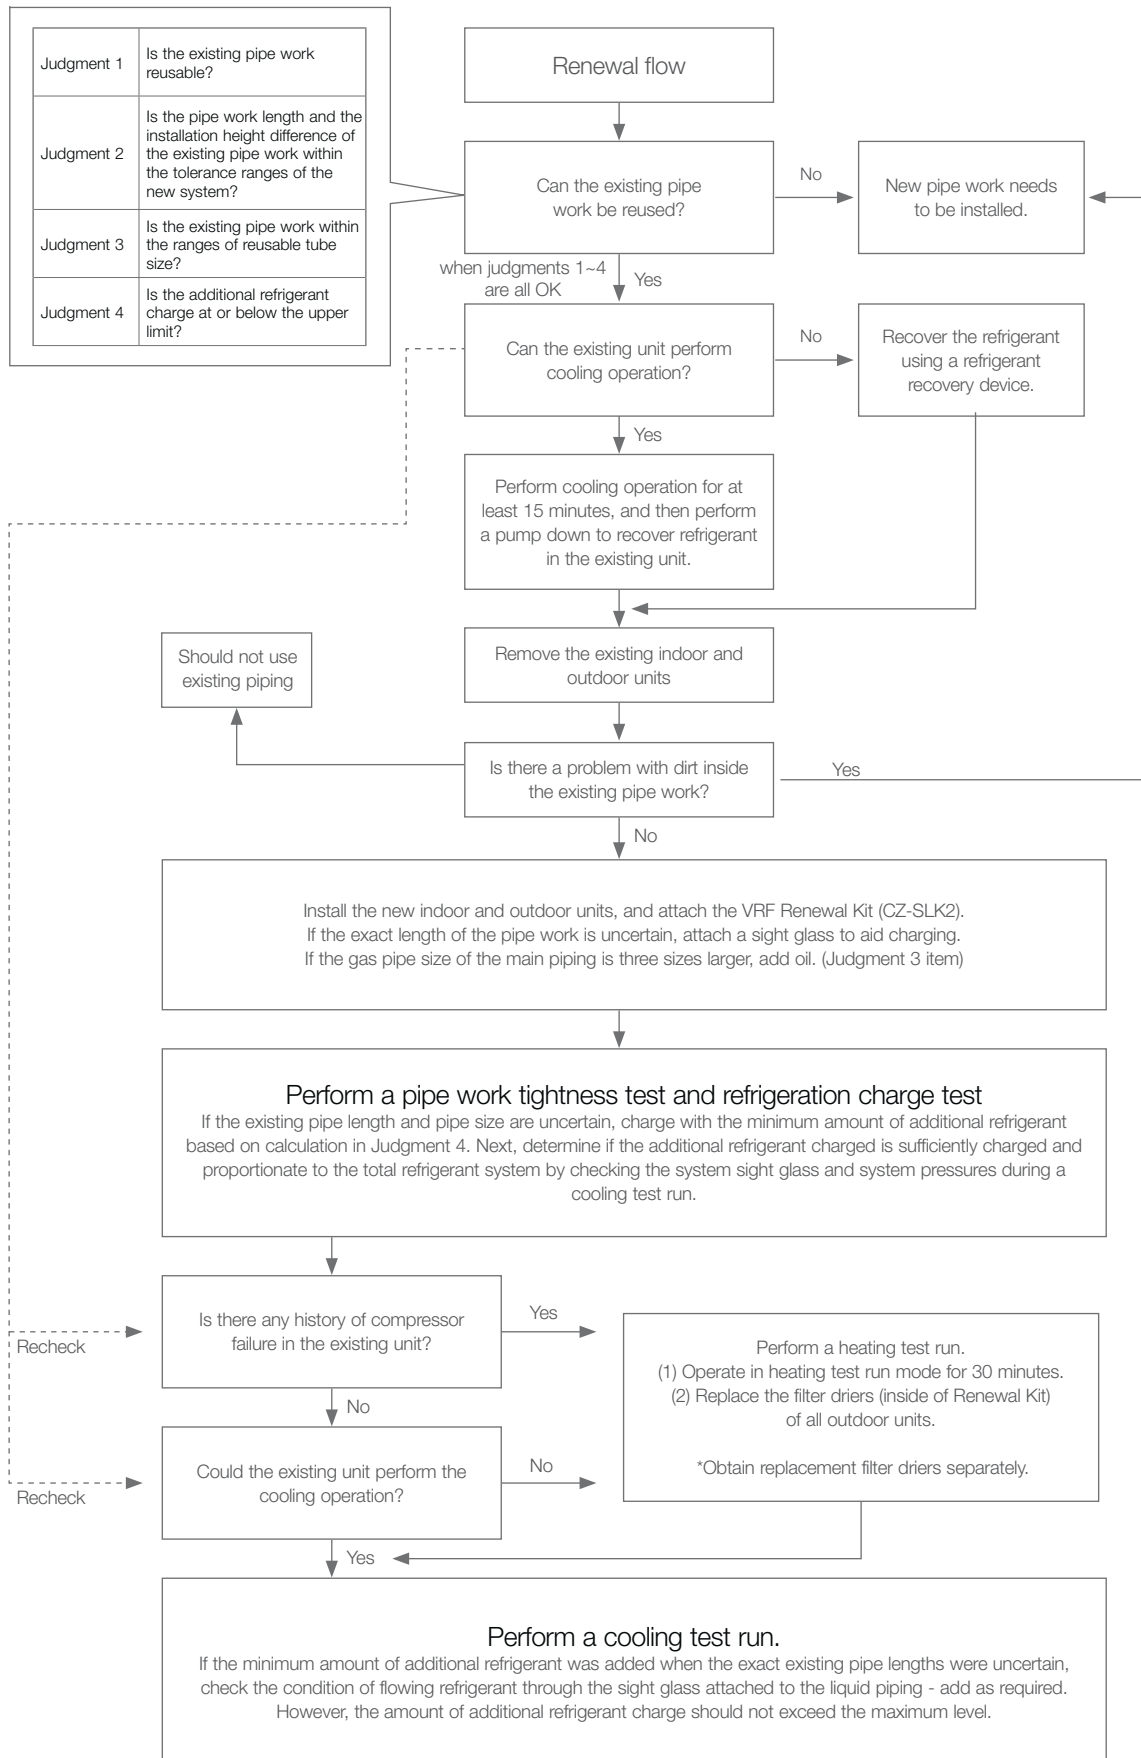 Judgment 1
Is the existing pipe work
reusable?
Judgment 2
Is the pipe work length and the
installation height difference of
the existing pipe work within
the tolerance ranges of the
new system?
Judgment 3
Is the existing pipe work within
the ranges of reusable tube
size?
Judgment 4
Is the additional refrigerant
charge at or below the upper
limit?
Renewal flow
Can the existing pipe
work be reused?
No
New pipe work needs
to be installed.
when judgments 1~4
are all OK
Yes
Can the existing unit perform
cooling operation?
No
Recover the refrigerant
using a refrigerant
recovery device.
Yes
Perform cooling operation for at
least 15 minutes, and then perform
a pump down to recover refrigerant
in the existing unit.
Remove the existing indoor and
outdoor units
Should not use
existing piping
Is there a problem with dirt inside
the existing pipe work?
Yes
No
Install the new indoor and outdoor units, and attach the VRF Renewal Kit (CZ-SLK2).
If the exact length of the pipe work is uncertain, attach a sight glass to aid charging.
If the gas pipe size of the main piping is three sizes larger, add oil. (Judgment 3 item)
Perform a pipe work tightness test and refrigeration charge test
If the existing pipe length and pipe size are uncertain, charge with the minimum amount of additional refrigerant
based on calculation in Judgment 4. Next, determine if the additional refrigerant charged is sufficiently charged and
proportionate to the total refrigerant system by checking the system sight glass and system pressures during a
cooling test run.
Recheck
Is there any history of compressor
failure in the existing unit?
Yes
Perform a heating test run.
(1) Operate in heating test run mode for 30 minutes.
(2) Replace the filter driers (inside of Renewal Kit)
of all outdoor units.
*Obtain replacement filter driers separately.
No
Recheck
Could the existing unit perform the
cooling operation?
No
Yes
Perform a cooling test run.
If the minimum amount of additional refrigerant was added when the exact existing pipe lengths were uncertain,
check the condition of flowing refrigerant through the sight glass attached to the liquid piping - add as required.
However, the amount of additional refrigerant charge should not exceed the maximum level.